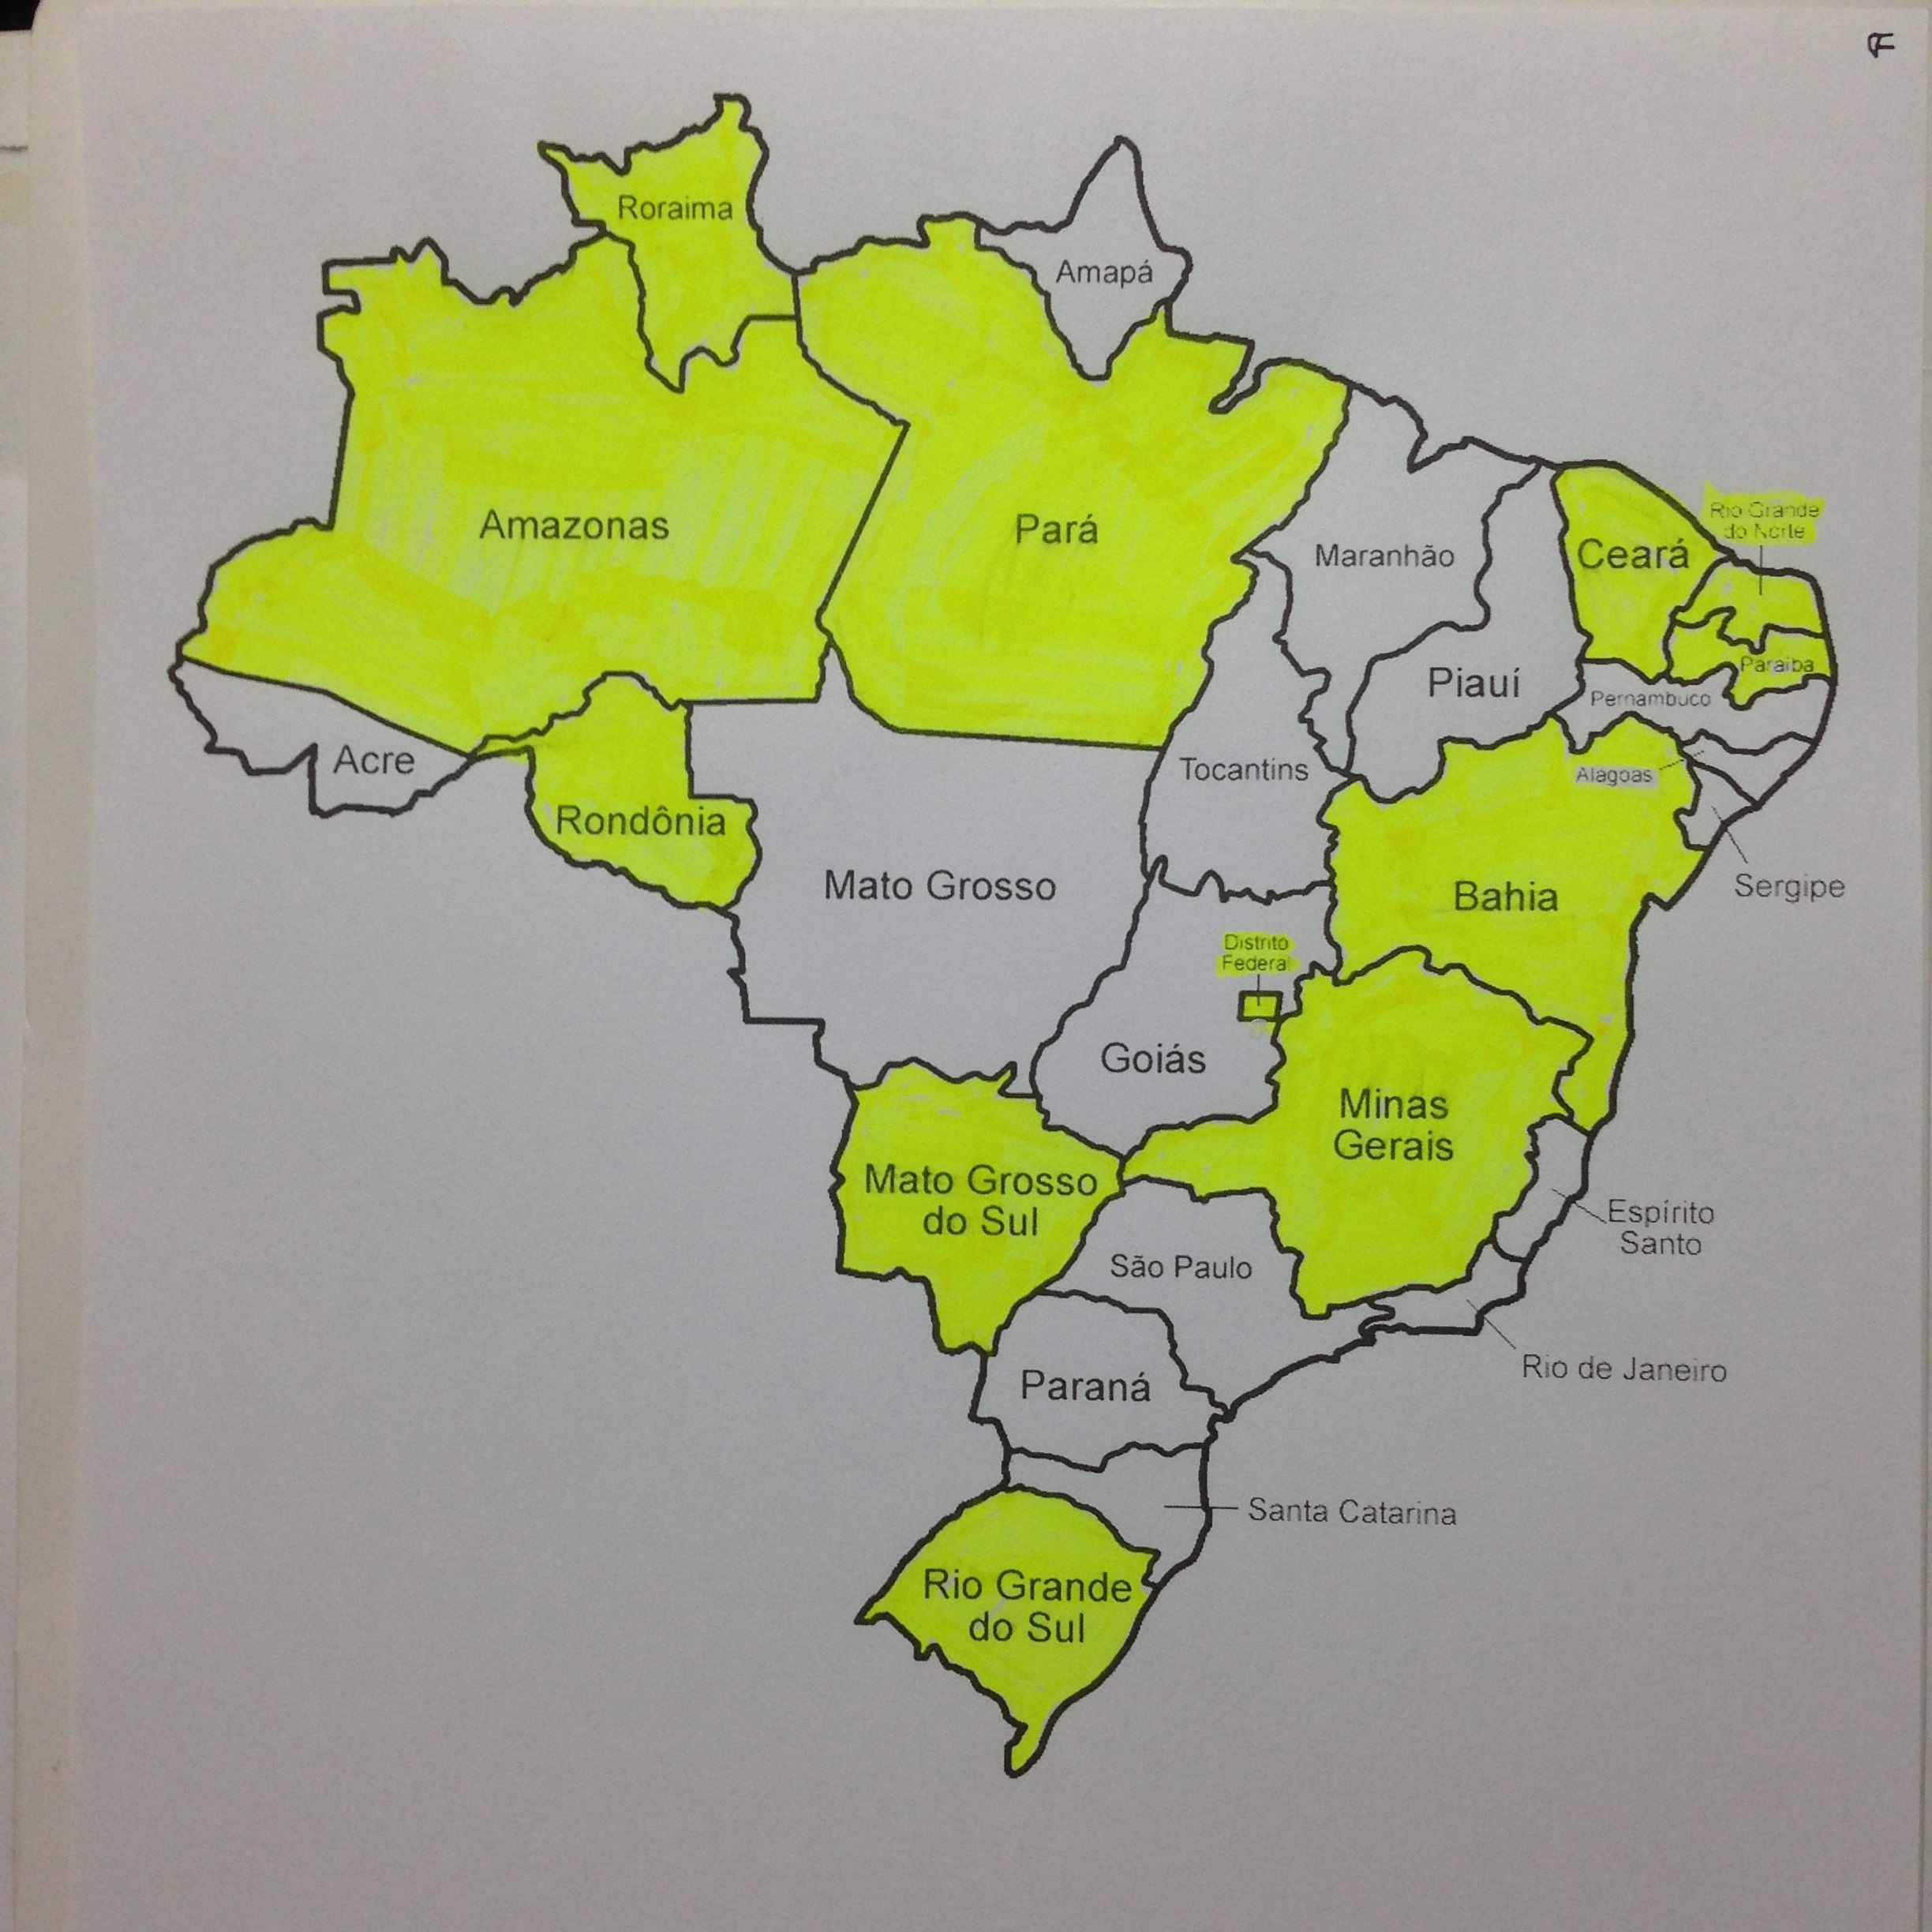 Roraima
Amapá
Amazonas
Pará
Rio Grande
do Norte
Ceará
Maranhão
Paraíba
Piauí
Pernambuco
Acre
Tocantins
Alagoas
Rondônia
Mato Grosso
Bahia
Sergipe
Distrito
Federal
Goiás
Minas
Gerais
Mato Grosso
do Sul
Espírito
Santo
São Paulo
Rio de Janeiro
Paraná
Santa Catarina
Rio Grande
do Sul